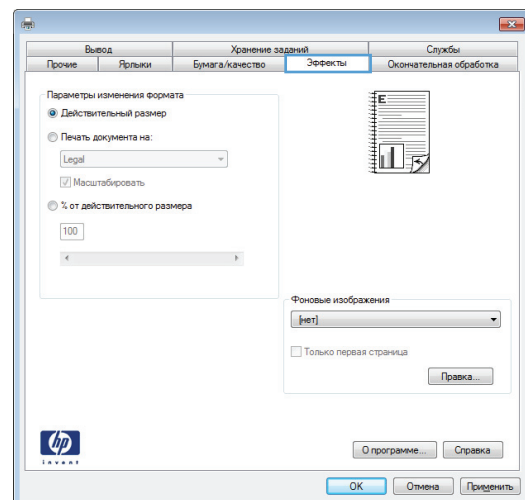 Вывод
Хранение заданий
Службы
Прочие
Ярлыки
Бумага/качество
Эффекты
Окончательная обработка
Параметры изменения формата
Действительный размер
Печать документа на:
Legal
Масштабировать
% от действительного размера
100
E
Фоновые изображения
[нет]
Только первая страница
Правка...
hp
invent
О программе...
Справка
OK
Отмена
Применить